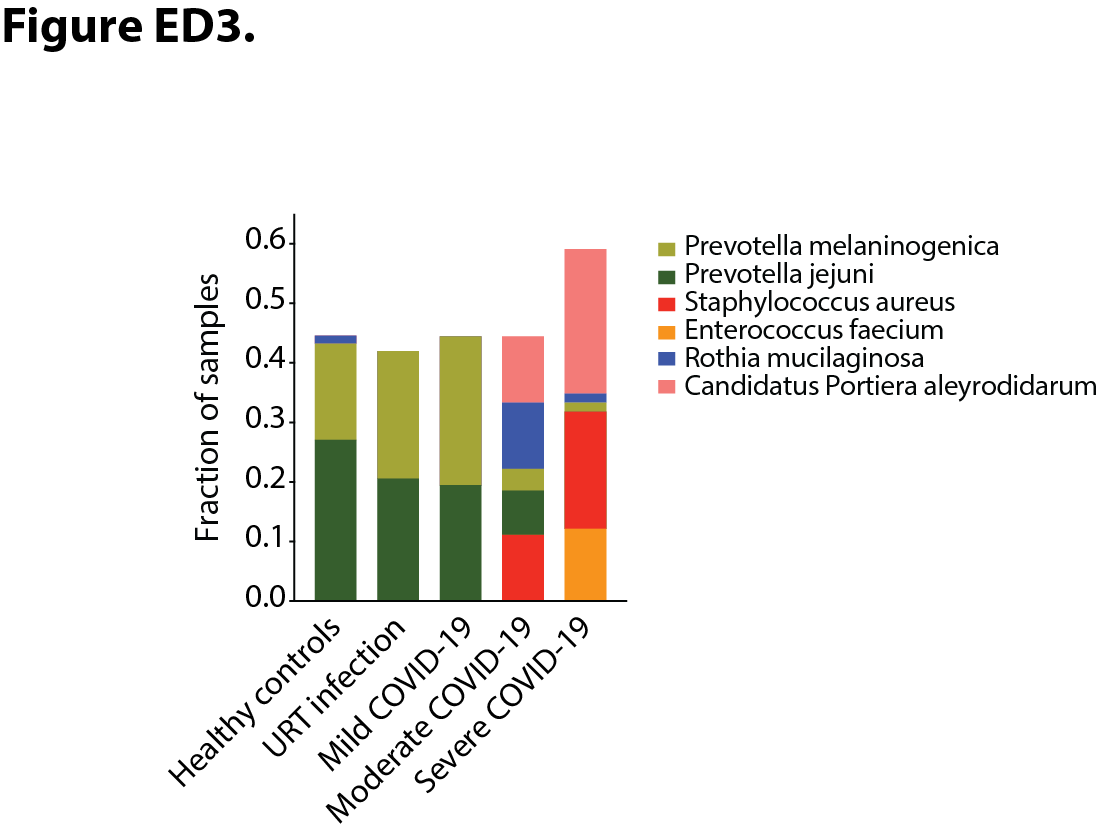 Figure ED3.
Fraction of samples
0.6
0.5
0.4
0.3
0.2
0.1
0.0
Healthy controls
URT infection
Mild COVID-19
Moderate COVID-19
Severe COVID-19
Prevotella melaninogenica
Prevotella jejuni
Staphylococcus aureus
Enterococcus faecium
Rothia mucilaginosa
Candidatus Portiera aleyrodidarum